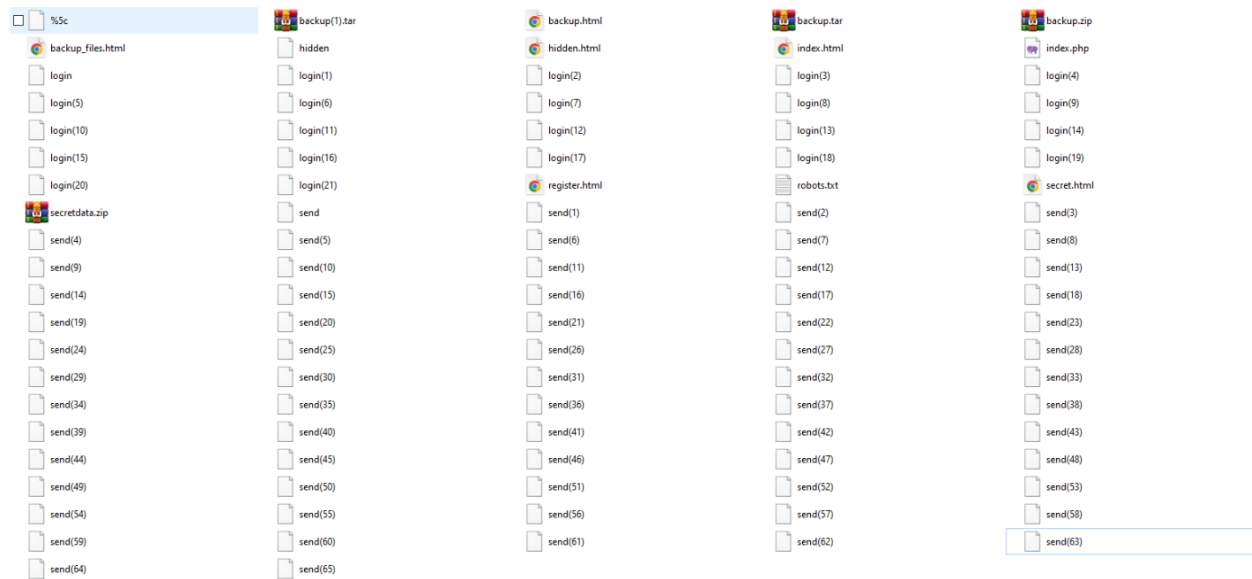 %5c backup(1).tar backup.html backup.tar backup.zip
backup_files.html hidden hidden.html index.html index.php
login login(1) login(2) login(3) login(4)
login(5) login(6) login(7) login(8) login(9)
login(10) login(11) login(12) login(13) login(14)
login(15) login(16) login(17) login(18) login(19)
login(20) login(21) register.html robots.txt secret.html
secretdata.zip send send(1) send(2) send(3)
send(4) send(5) send(6) send(7) send(8)
send(9) send(10) send(11) send(12) send(13)
send(14) send(15) send(16) send(17) send(18)
send(19) send(20) send(21) send(22) send(23)
send(24) send(25) send(26) send(27) send(28)
send(29) send(30) send(31) send(32) send(33)
send(34) send(35) send(36) send(37) send(38)
send(39) send(40) send(41) send(42) send(43)
send(44) send(45) send(46) send(47) send(48)
send(49) send(50) send(51) send(52) send(53)
send(54) send(55) send(56) send(57) send(58)
send(59) send(60) send(61) send(62) send(63)
send(64) send(65)